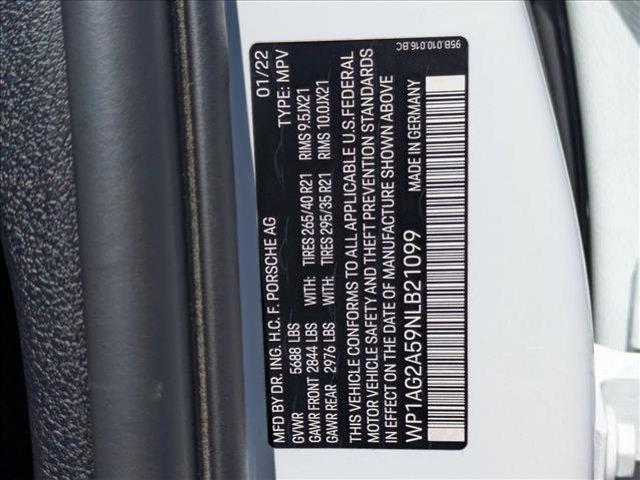 95B.010.016.BC
MFD BY DR. ING. H.C. F. PORSCHE AG 01/22
GVWR 5688 LBS TYPE: MPV
GAWR FRONT 2844 LBS WITH: TIRES 265/40 R21 RIMS 9.5JX21
GAWR REAR 2976 LBS WITH: TIRES 295/35 R21 RIMS 10.0JX21
THIS VEHICLE CONFORMS TO ALL APPLICABLE U.S. FEDERAL
MOTOR VEHICLE SAFETY AND THEFT PREVENTION STANDARDS
IN EFFECT ON THE DATE OF MANUFACTURE SHOWN ABOVE
WP1AG2A59NLB21099 MADE IN GERMANY